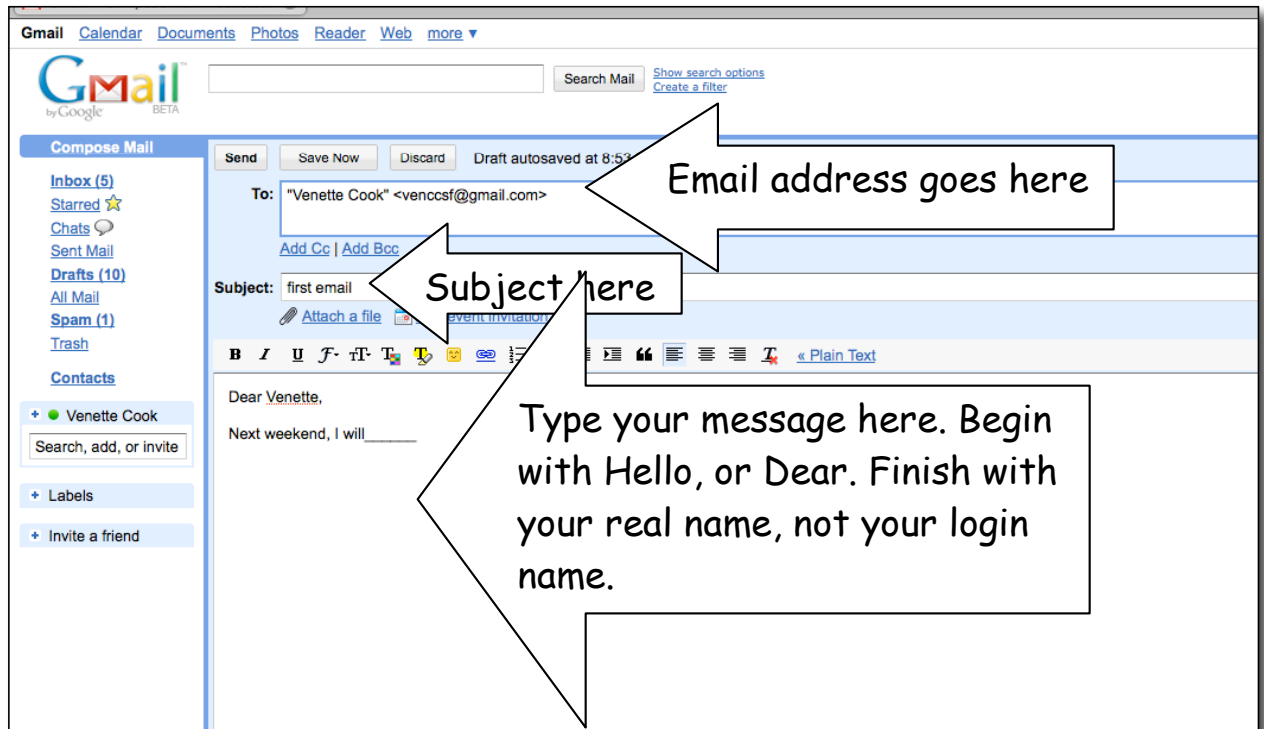 Gmail Calendar Documents Photos Reader Web more ▼
Gmail™
by Google BETA
Search Mail
Show search options
Create a filter
Compose Mail
Inbox (5)
Starred
Chats
Sent Mail
Drafts (10)
All Mail
Spam (1)
Trash
Contacts
+ Venette Cook
Search, add, or invite
+ Labels
+ Invite a friend
Send Save Now Discard Draft autosaved at 8:53
To: "Venette Cook" <venccsf@gmail.com>
Email address goes here
Add Cc | Add Bcc
Subject: first email
Subject here
Attach a file event invitation
B I U « Plain Text
Dear Venette,
Next weekend, I will______
Type your message here. Begin
with Hello, or Dear. Finish with
your real name, not your login
name.